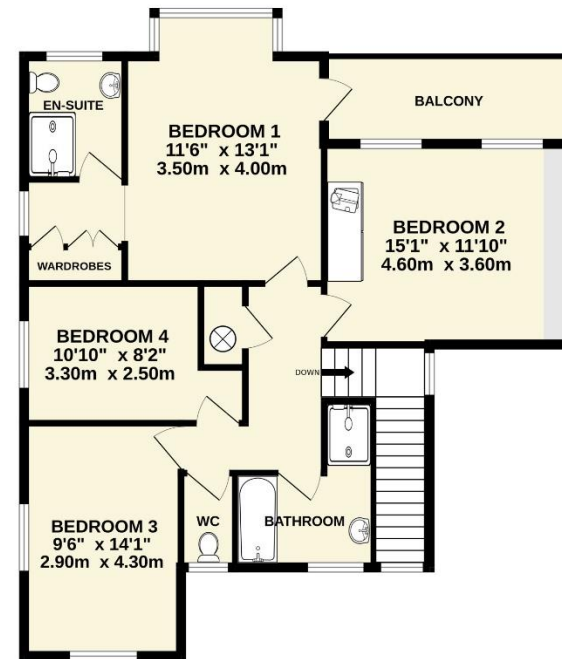 EN-SUITE
BEDROOM 1
11'6" x 13'1"
3.50m x 4.00m
BALCONY
WARDROBES
BEDROOM 2
15'1" x 11'10"
4.60m x 3.60m
BEDROOM 4
10'10" x 8'2"
3.30m x 2.50m
DOWN
BEDROOM 3
9'6" x 14'1"
2.90m x 4.30m
WC
BATHROOM